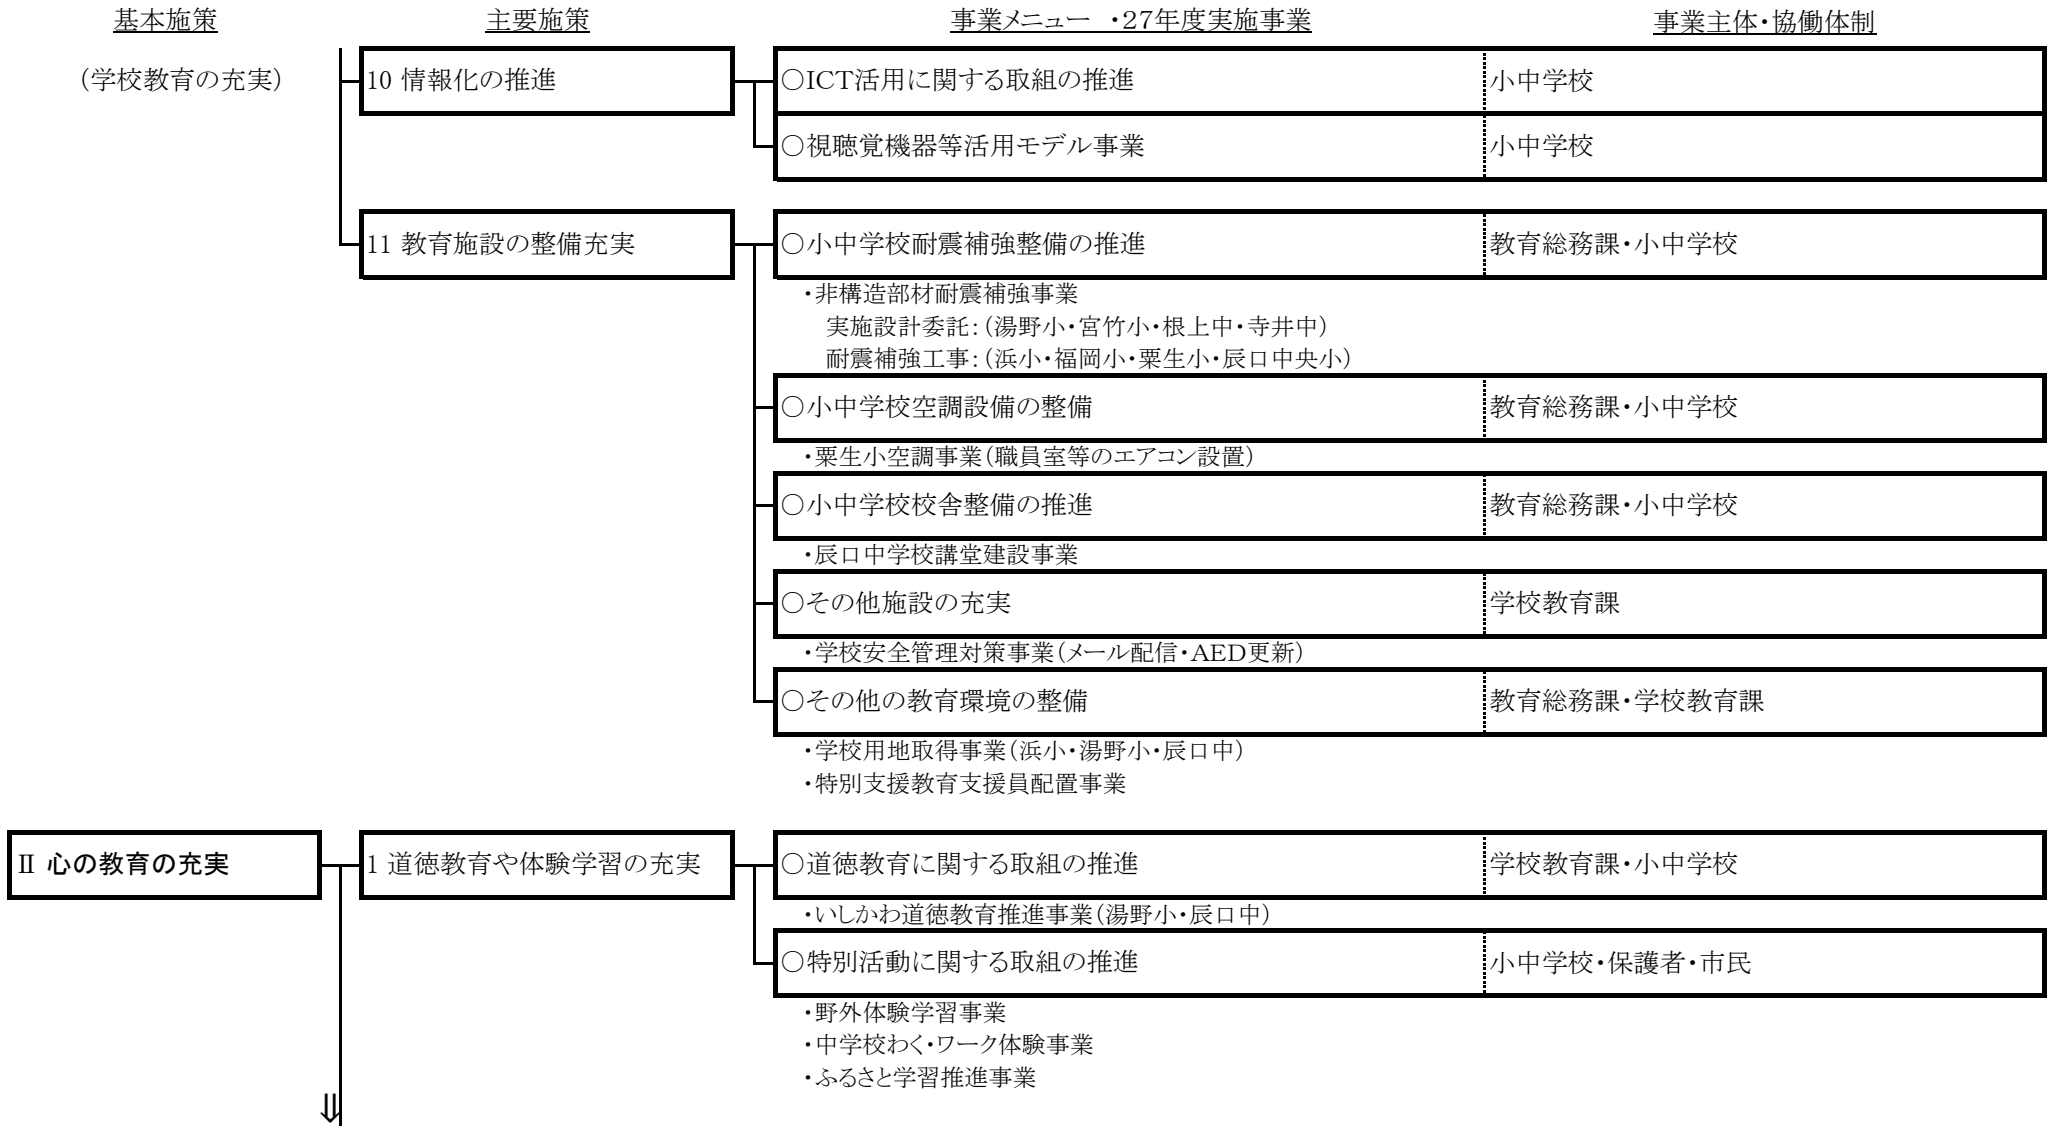 基本施策 主要施策 事業メニュー ・27年度実施事業 事業主体・協働体制
(学校教育の充実) 10 情報化の推進 ○ICT活用に関する取組の推進 小中学校
○視聴覚機器等活用モデル事業 小中学校
11 教育施設の整備充実 ○小中学校耐震補強整備の推進 教育総務課・小中学校
・非構造部材耐震補強事業
実施設計委託:(湯野小・宮竹小・根上中・寺井中)
耐震補強工事:(浜小・福岡小・粟生小・辰口中央小)
○小中学校空調設備の整備 教育総務課・小中学校
・粟生小空調事業(職員室等のエアコン設置)
○小中学校校舎整備の推進 教育総務課・小中学校
・辰口中学校講堂建設事業
○その他施設の充実 学校教育課
・学校安全管理対策事業(メール配信・AED更新)
○その他の教育環境の整備 教育総務課・学校教育課
・学校用地取得事業(浜小・湯野小・辰口中)
・特別支援教育支援員配置事業
Ⅱ 心の教育の充実 1 道徳教育や体験学習の充実 ○道徳教育に関する取組の推進 学校教育課・小中学校
・いしかわ道徳教育推進事業(湯野小・辰口中)
○特別活動に関する取組の推進 小中学校・保護者・市民
・野外体験学習事業
・中学校わく・ワーク体験事業
・ふるさと学習推進事業
⇓